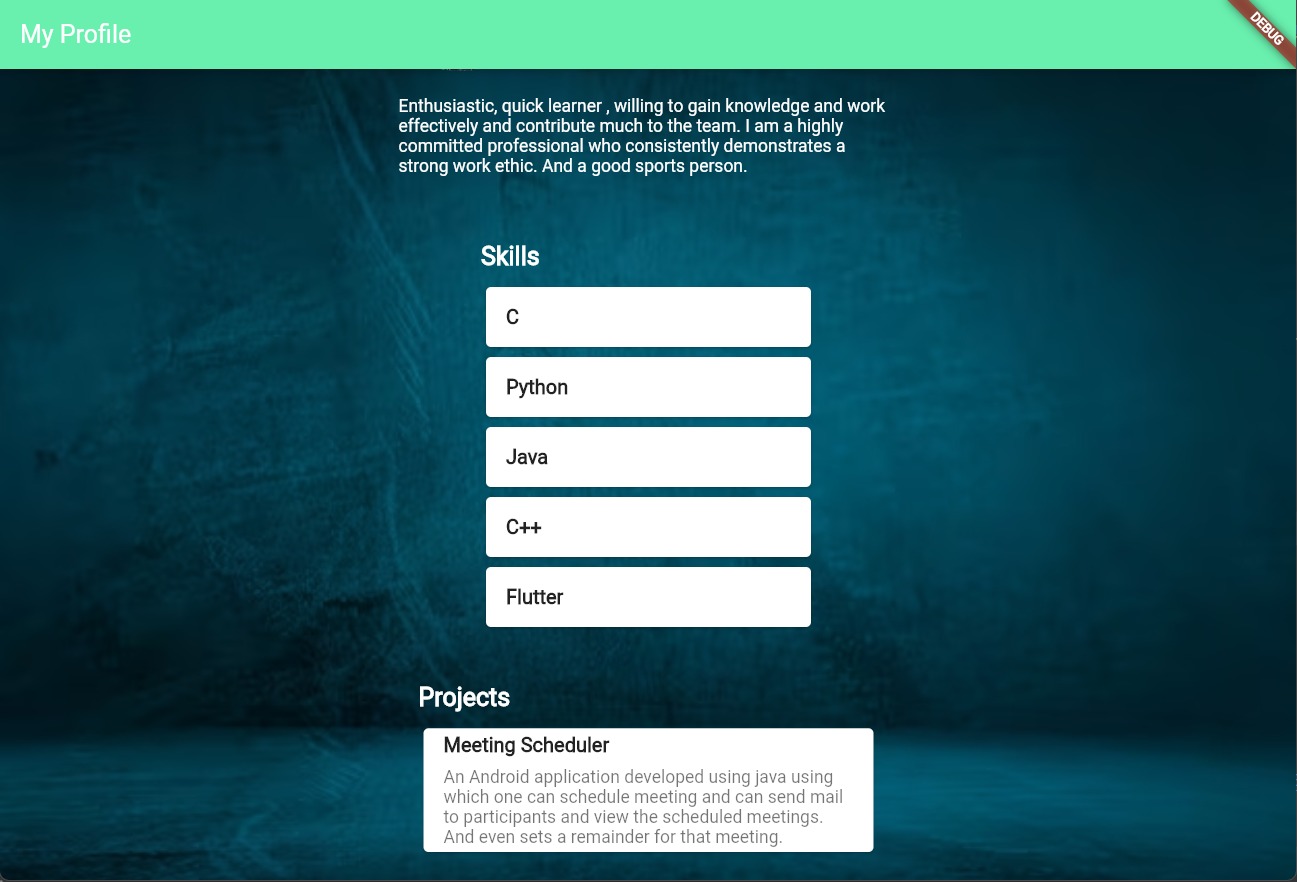 My Profile
DEBUG
Enthusiastic, quick learner , willing to gain knowledge and work
effectively and contribute much to the team. I am a highly
committed professional who consistently demonstrates a
strong work ethic. And a good sports person.
Skills
C
Python
Java
C++
Flutter
Projects
Meeting Scheduler
An Android application developed using java using
which one can schedule meeting and can send mail
to participants and view the scheduled meetings.
And even sets a remainder for that meeting.